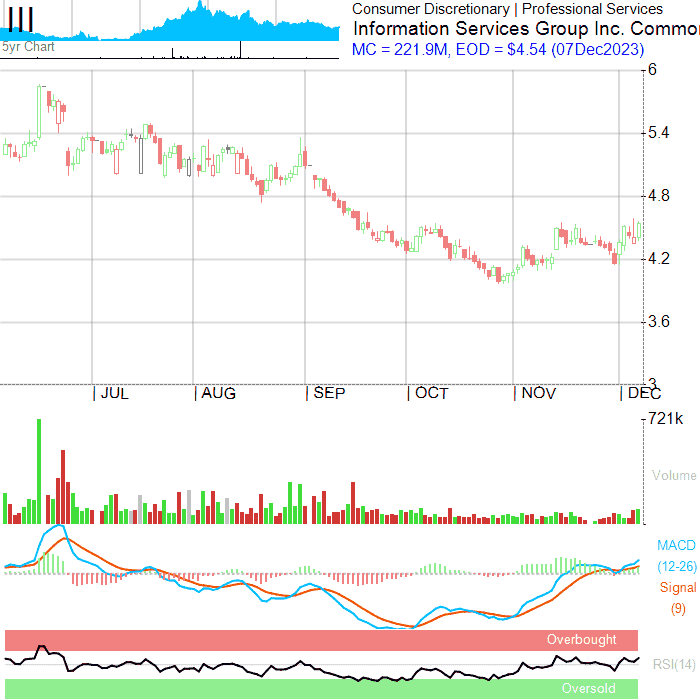 III
5yr Chart
Consumer Discretionary | Professional Services
Information Services Group Inc. Common
MC = 221.9M, EOD = $4.54 (07Dec2023)
6
5.4
4.8
4.2
3.6
3
JUL AUG SEP OCT NOV DEC
721k
Volume
MACD
(12-26)
Signal
(9)
Overbought
RSI(14)
Oversold